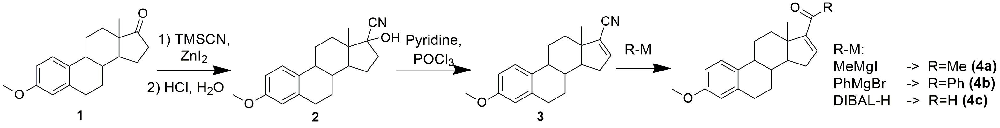 O
O
1
1) TMSCN,
ZnI2
2) HCl, H2O
CN
OH
O
2
Pyridine,
POCl3
CN
O
3
R-M
O
R
O
R-M:
MeMgI -> R=Me (4a)
PhMgBr -> R=Ph (4b)
DIBAL-H -> R=H (4c)